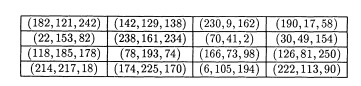 (182, 121, 242) (142, 129, 138) (230, 9, 162) (190, 17, 58)
(22, 153, 82) (238, 161, 234) (70, 41, 2) (30, 49, 154)
(118, 185, 178) (78, 193, 74) (166, 73, 98) (126, 81, 250)
(214, 217, 18) (174, 225, 170) (6, 105, 194) (222, 113, 90)